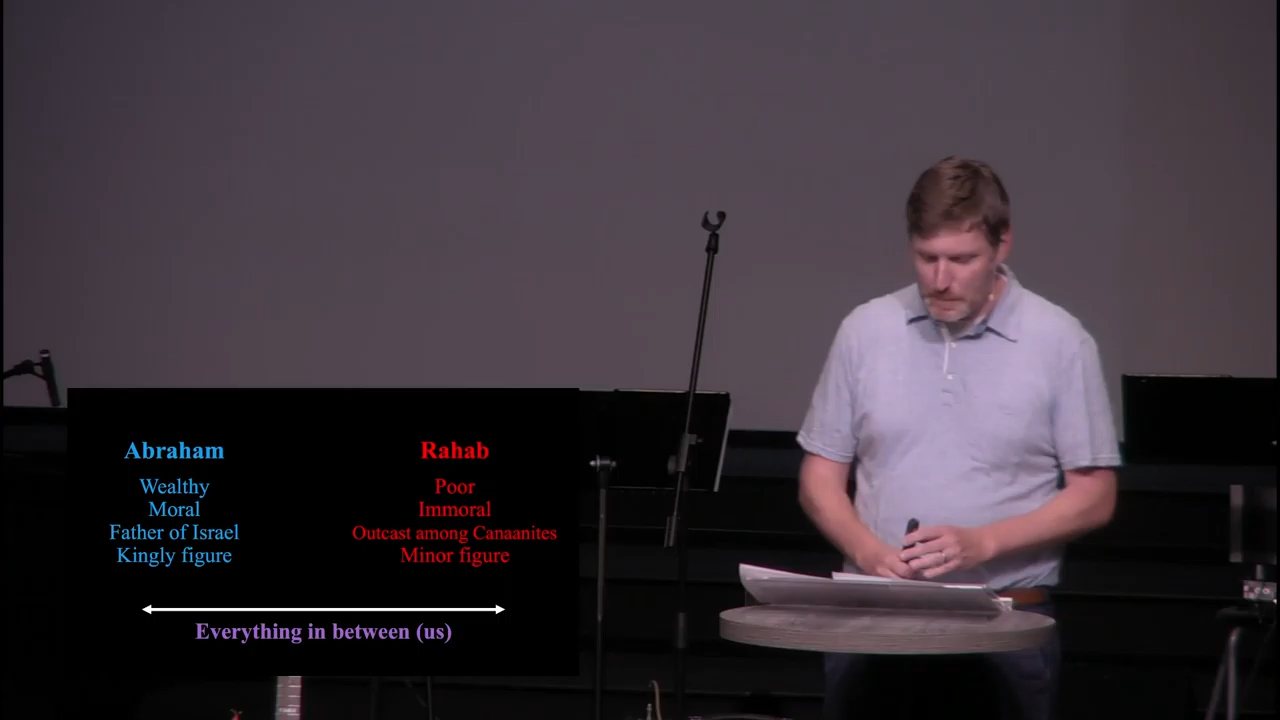 Abraham
Wealthy
Moral
Father of Israel
Kingly figure
Rahab
Poor
Immoral
Outcast among Canaanites
Minor figure
Everything in between (us)